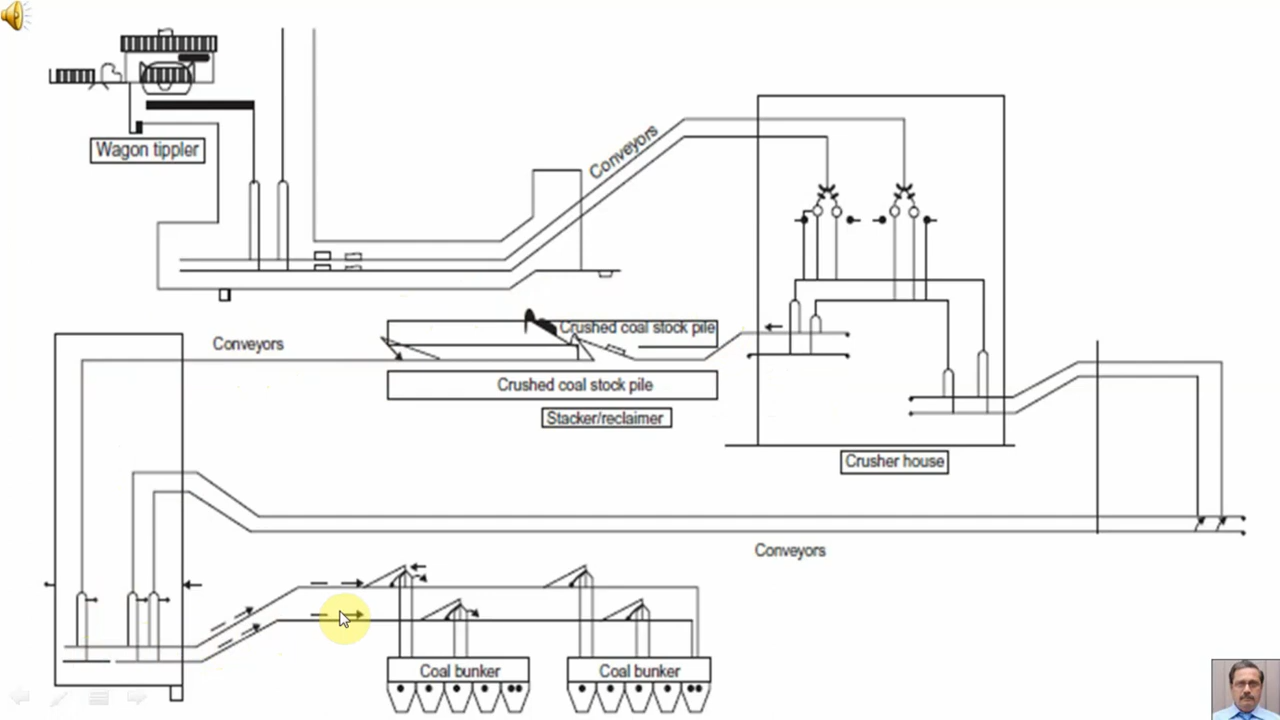 Wagon tippler
Conveyors
Crushed coal stock pile
Conveyors
Crushed coal stock pile
Stacker/reclaimer
Crusher house
Conveyors
Coal bunker
Coal bunker